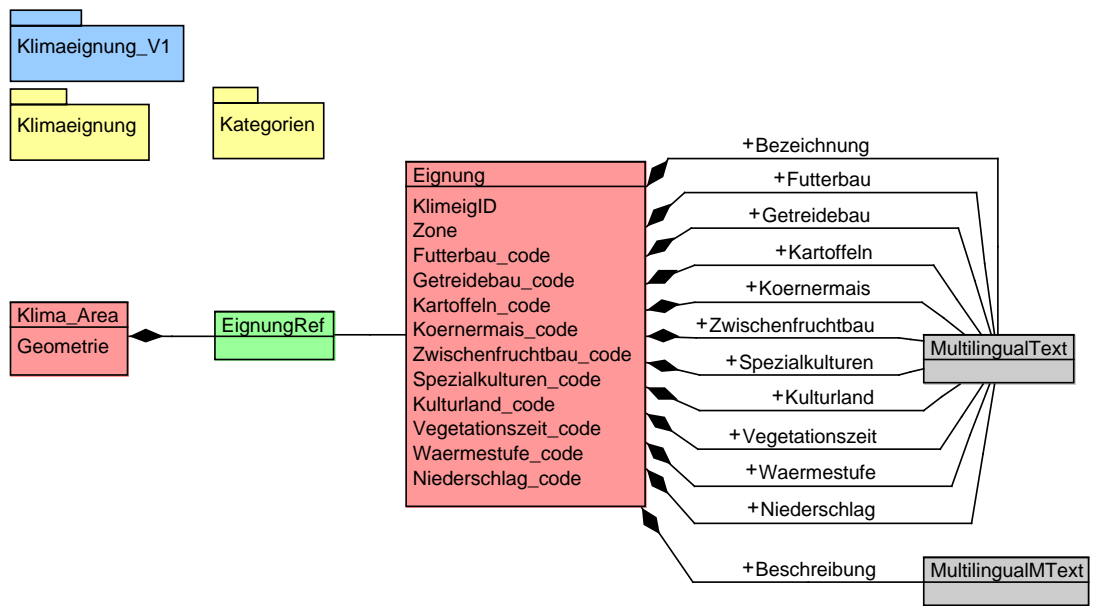 Klimaeignung_V1
Klimaeignung
Kategorien
Klima_Area
Geometrie
EignungRef
Eignung
KlimeigID
Zone
Futterbau_code
Getreidebau_code
Kartoffeln_code
Koernermais_code
Zwischenfruchtbau_code
Spezialkulturen_code
Kulturland_code
Vegetationszeit_code
Waermestufe_code
Niederschlag_code
+Bezeichnung
+Futterbau
+Getreidebau
+Kartoffeln
+Koernermais
+Zwischenfruchtbau
+Spezialkulturen
+Kulturland
+Vegetationszeit
+Waermestufe
+Niederschlag
+Beschreibung
MultilingualText
MultilingualMText